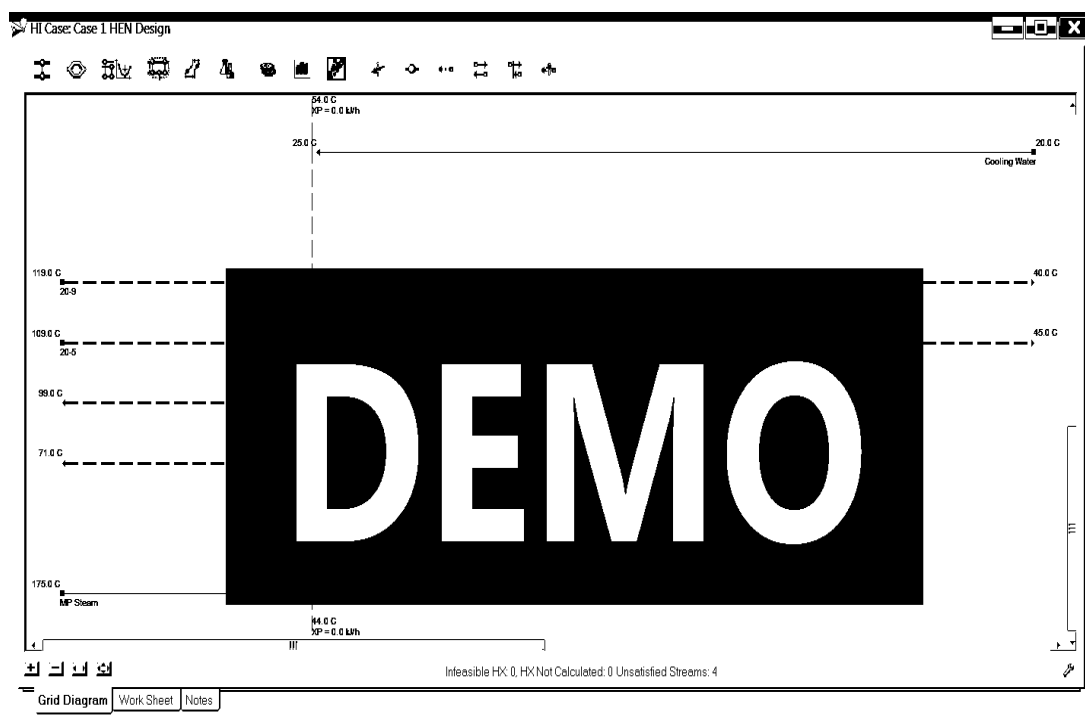 HI Case: Case 1 HEN Design
54.0 C
XP = 0.0 kJ/h
25.0 C
20.0 C
Cooling Water
119.0 C
40.0 C
20-9
109.0 C
45.0 C
20-5
99.0 C
DEMO
71.0 C
175.0 C
MP Steam
44.0 C
XP = 0.0 kJ/h
Infeasible HX: 0, HX Not Calculated: 0 Unsatisfied Streams: 4
Grid Diagram Work Sheet Notes